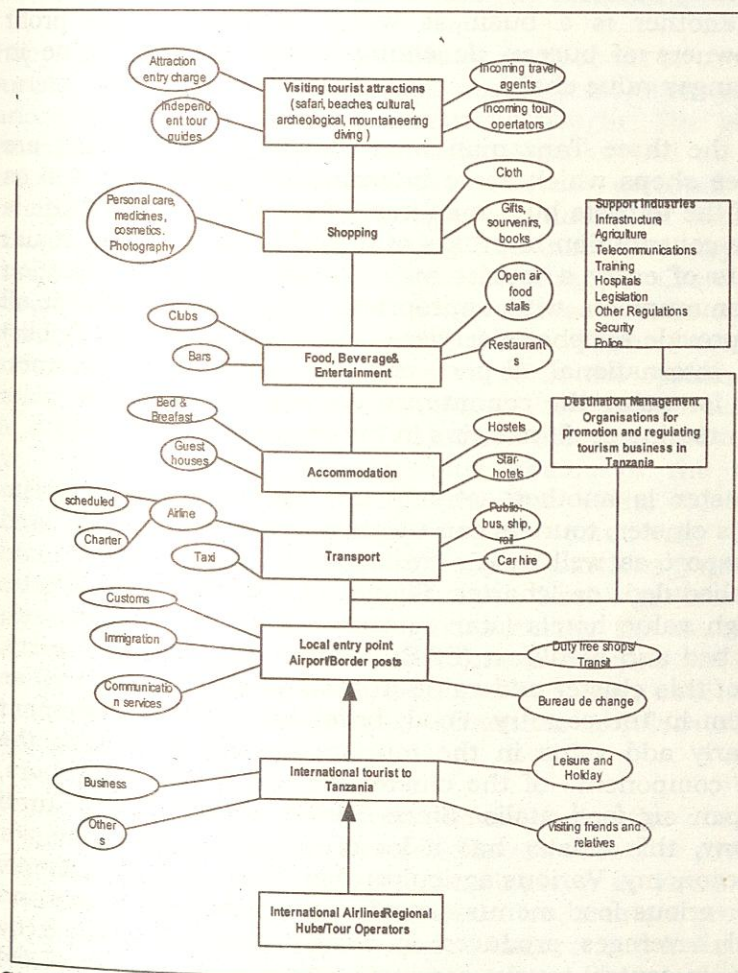 Attraction
entry charge
Independ
ent tour
guides
Visiting tourist attractions
(safari, beaches, cultural,
archeological, mountaineering
diving )
Incoming travel
agents
Incoming tour
opertators
Personal care,
medicines,
cosmetics.
Photography
Shopping
Cloth
Gifts,
sourvenirs,
books
Support Industries
Infrastructure
Agriculture
Telecommunications
Training
Hospitals
Legislation
Other Regulations
Security
Police
Clubs
Bars
Food, Beverage&
Entertainment
Open air
food
stalls
Restaurant
s
Bed &
Breafast
Guest
houses
Accommodation
Hostels
Star-
hotels
Destination Management
Organisations for
promotion and regulating
tourism business in
Tanzania
scheduled
Airline
Charter
Taxi
Transport
Public:
bus, ship,
rail
Car hire
Customs
Immigration
Communicatio
n services
Local entry point
Airport/Border posts
Duty free shops/
Transit
Bureau de change
Business
Other
s
International tourist to
Tanzania
Leisure and
Holiday
Visiting friends and
relatives
International Airlines/Regional
Hubs/Tour Operators